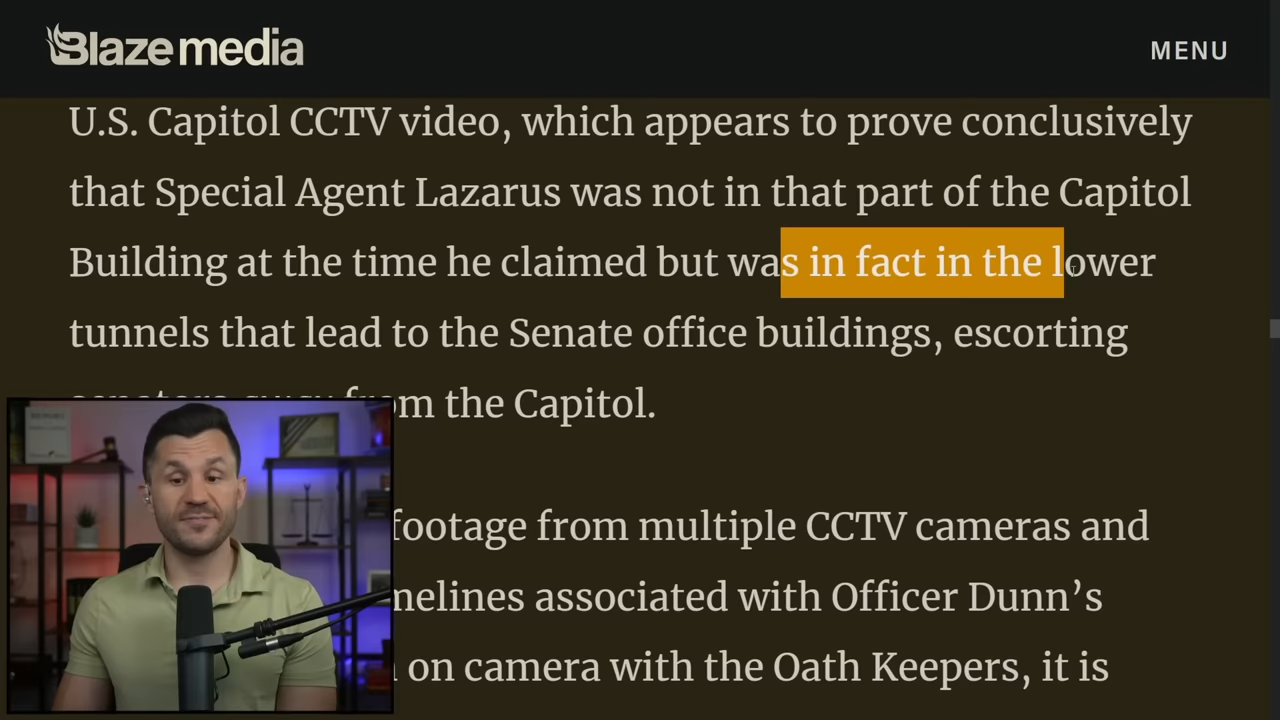 Blaze media
MENU
U.S. Capitol CCTV video, which appears to prove conclusively
that Special Agent Lazarus was not in that part of the Capitol
Building at the time he claimed but was in fact in the lower
tunnels that lead to the Senate office buildings, escorting
from the Capitol.
footage from multiple CCTV cameras and
melines associated with Officer Dunn’s
on camera with the Oath Keepers, it is